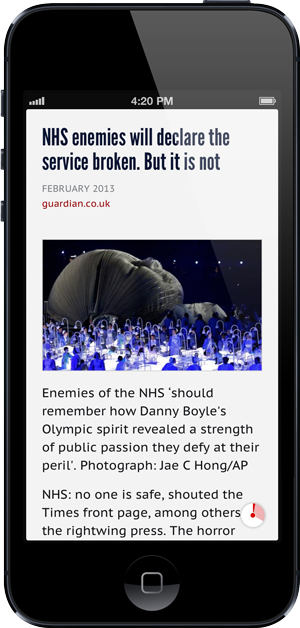 4:20 PM
NHS enemies will declare the
service broken. But it is not
FEBRUARY 2013
guardian.co.uk
Enemies of the NHS ‘should
remember how Danny Boyle's
Olympic spirit revealed a strength
of public passion they defy at their
peril'. Photograph: Jae C Hong/AP
NHS: no one is safe, shouted the
Times front page, among others
the rightwing press. The horror